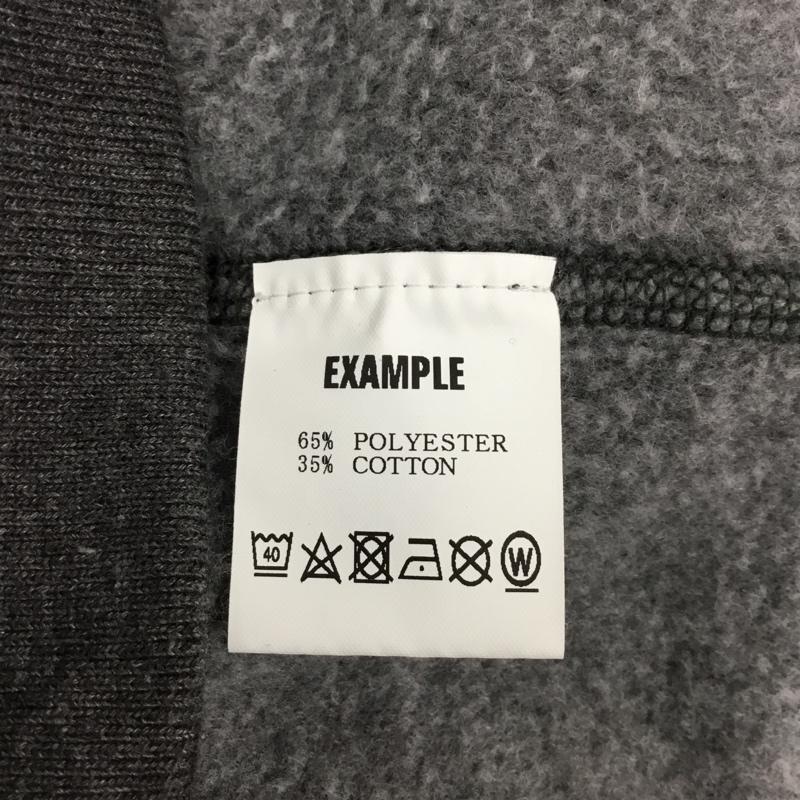 EXAMPLE
65% POLYESTER
35% COTTON
40 W